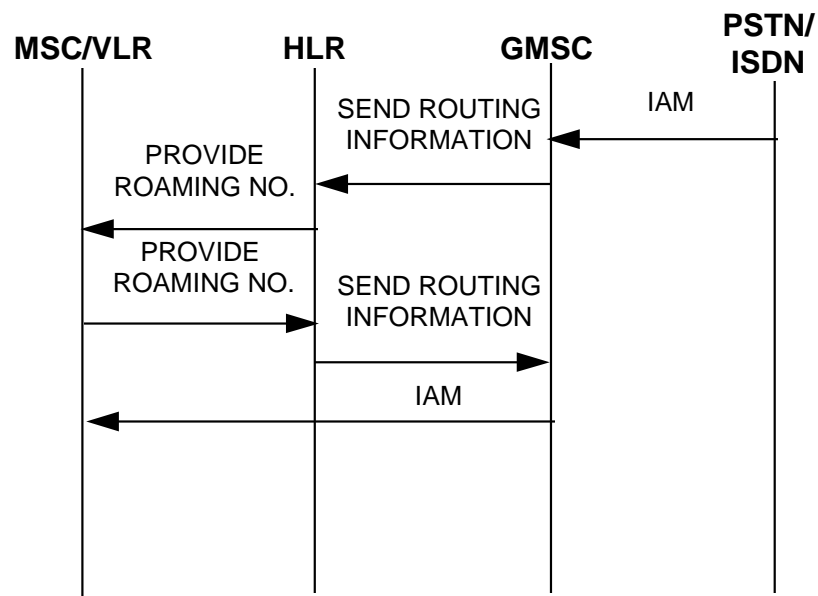 PSTN/
ISDN
MSC/VLR
HLR
GMSC
IAM
SEND ROUTING
INFORMATION
PROVIDE
ROAMING NO.
PROVIDE
ROAMING NO.
SEND ROUTING
INFORMATION
IAM